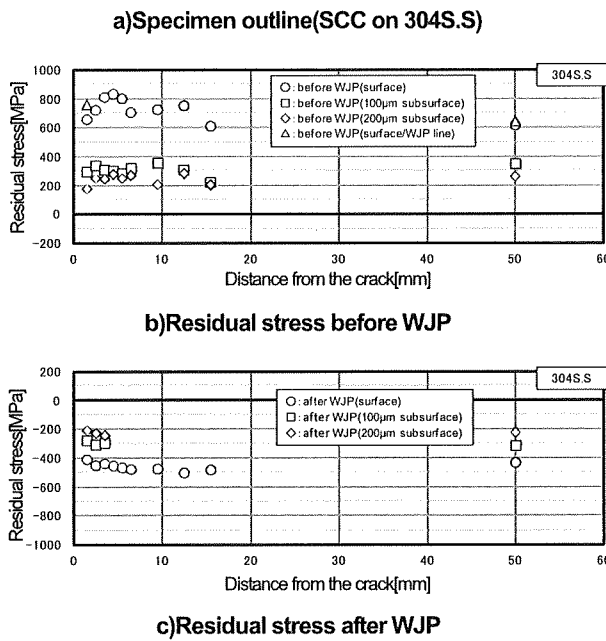 a)Specimen outline(SCC on 304S.S)
304S.S
○: before WJP(surface)
□: before WJP(100μm subsurface)
◇: before WJP(200μm subsurface)
△: before WJP(surface/WJP line)
Residual stress[MPa]
1000
800
600
400
200
0
-200
0 10 20 30 40 50 60
Distance from the crack[mm]
b)Residual stress before WJP
304S.S
○: after WJP(surface)
□: after WJP(100μm subsurface)
◇: after WJP(200μm subsurface)
Residual stress[MPa]
200
0
-200
-400
-600
-800
-1000
0 10 20 30 40 50 60
Distance from the crack[mm]
c)Residual stress after WJP